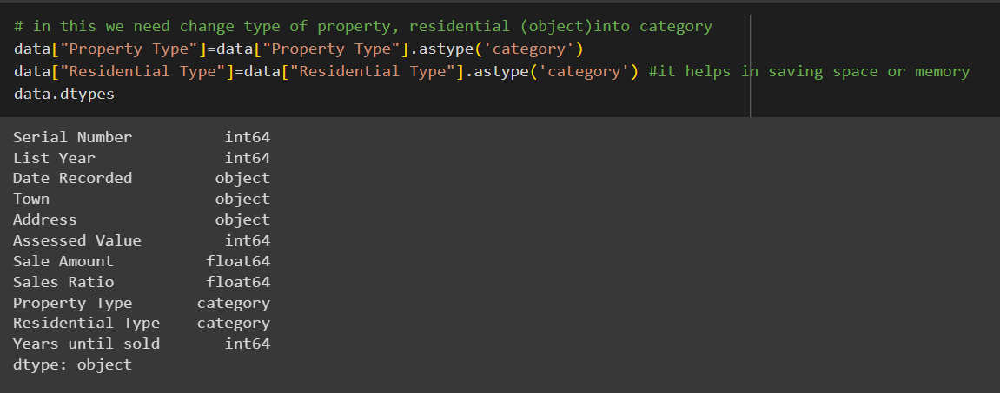 # in this we need change type of property, residential (object)into category
data["Property Type"]=data["Property Type"].astype('category')
data["Residential Type"]=data["Residential Type"].astype('category') #it helps in saving space or memory
data.dtypes
Serial Number          int64
List Year              int64
Date Recorded         object
Town                  object
Address               object
Assessed Value         int64
Sale Amount          float64
Sales Ratio          float64
Property Type       category
Residential Type    category
Years until sold       int64
dtype: object